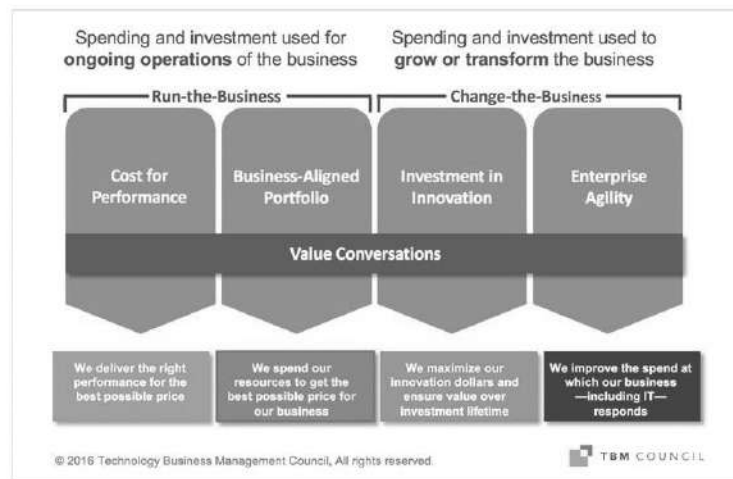 Spending and investment used for
ongoing operations of the business
Spending and investment used to
grow or transform the business
Run-the-Business
Change-the-Business
Cost for
Performance
Business-Aligned
Portfolio
Investment in
Innovation
Enterprise
Agility
Value Conversations
We deliver the right
performance for the
best possible price
We spend our
resources to get the
best possible price for
our business
We maximize our
innovation dollars and
ensure value over
investment lifetime
We improve the spend at
which our business
—including IT—
responds
© 2016 Technology Business Management Council, All rights reserved.
TBM COUNCIL